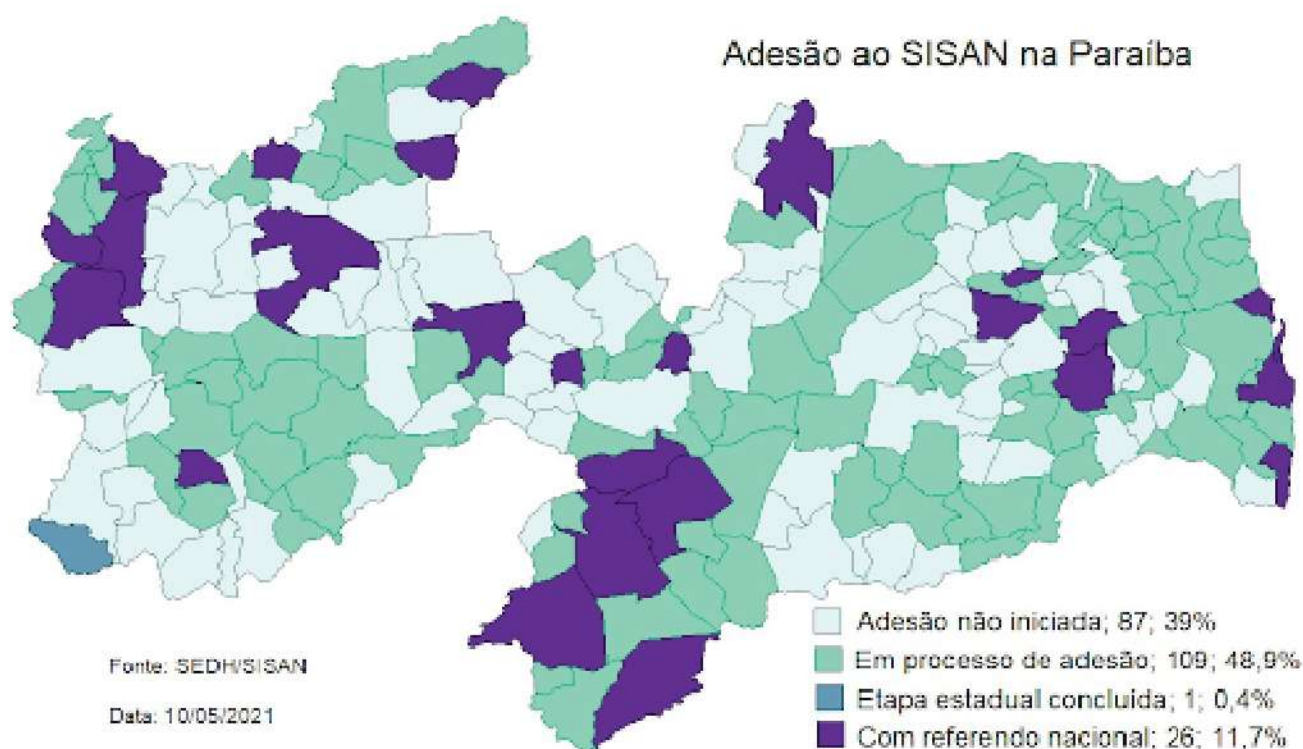 Adesão ao SISAN na Paraíba
Adesão não iniciada; 87; 39%
Em processo de adesão; 109; 48,9%
Etapa estadual concluída; 1; 0,4%
Com referendo nacional; 26; 11,7%
Fonte: SEDH/SISAN
Data: 10/05/2021